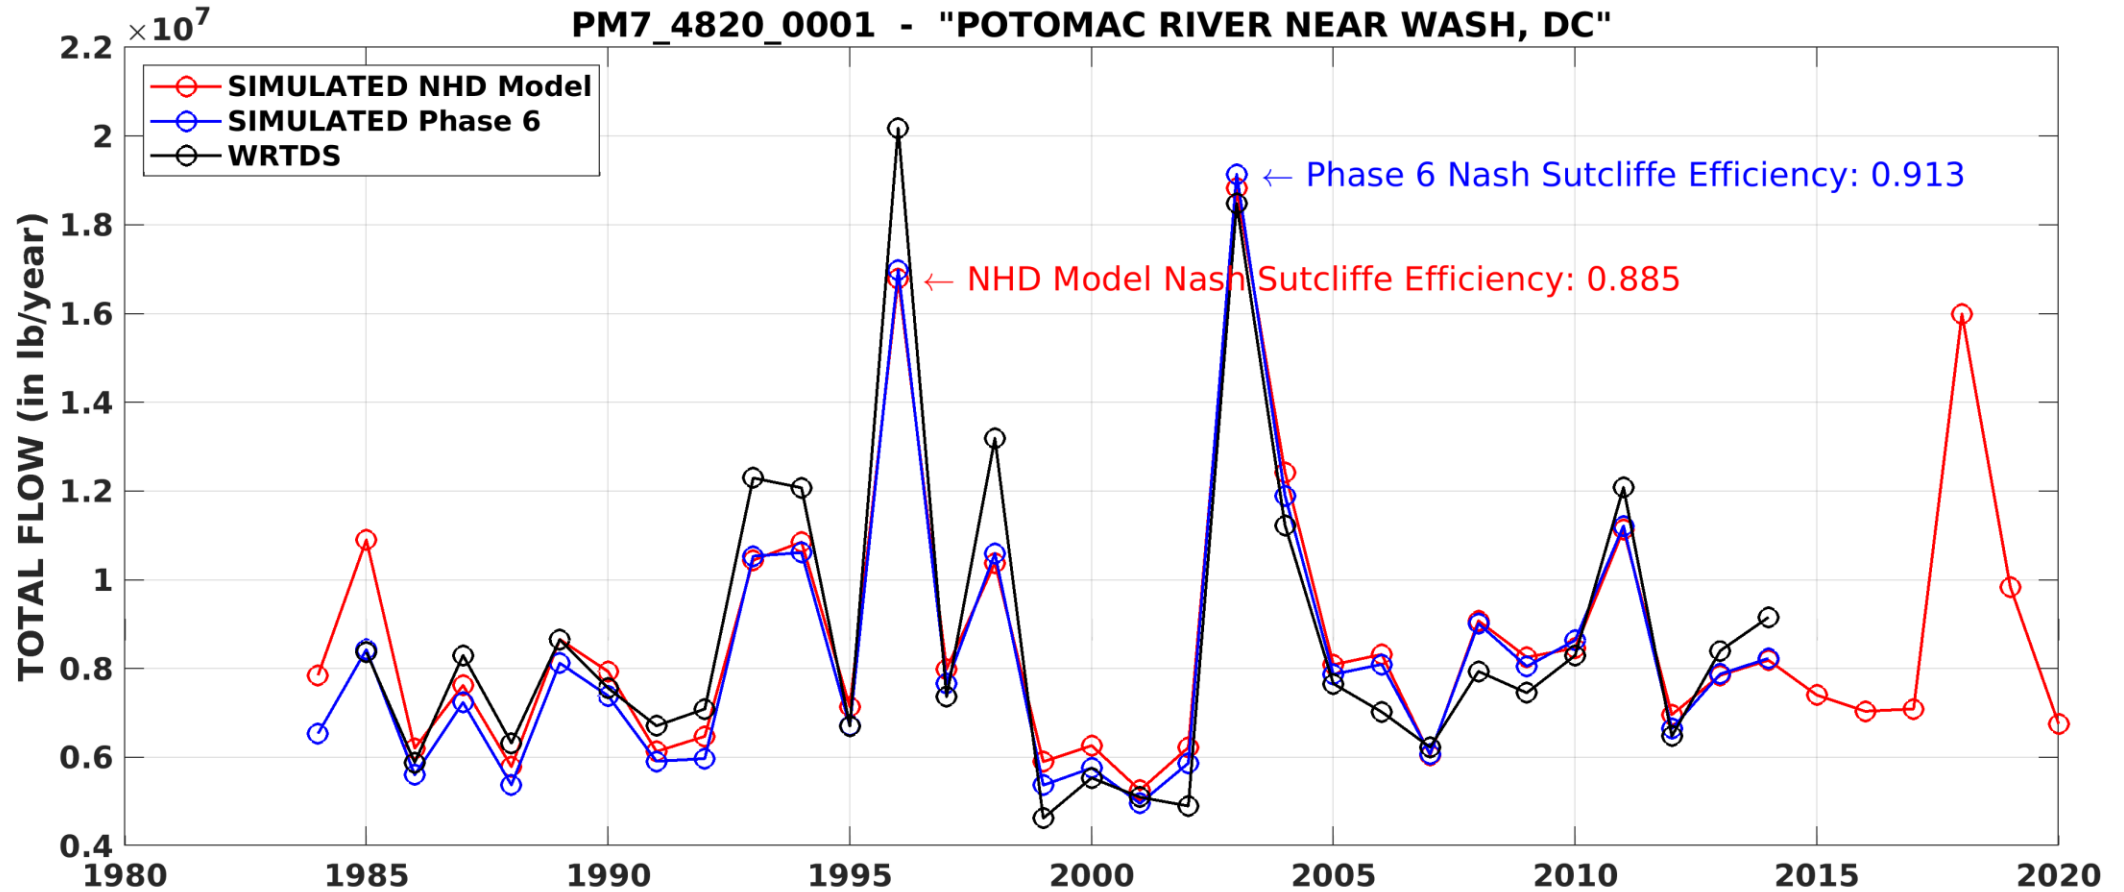 PM7_4820_0001 - "POTOMAC RIVER NEAR WASH, DC"
×10⁷
2.2
2
1.8
1.6
1.4
1.2
1
0.8
0.6
0.4
TOTAL FLOW (in lb/year)
SIMULATED NHD Model
SIMULATED Phase 6
WRTDS
← Phase 6 Nash Sutcliffe Efficiency: 0.913
← NHD Model Nash Sutcliffe Efficiency: 0.885
1980 1985 1990 1995 2000 2005 2010 2015 2020